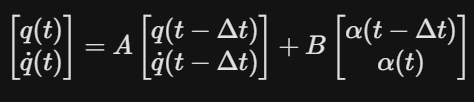 [q(t) q̇(t)] = A [q(t − Δt) q̇(t − Δt)] + B [α(t − Δt) α(t)]